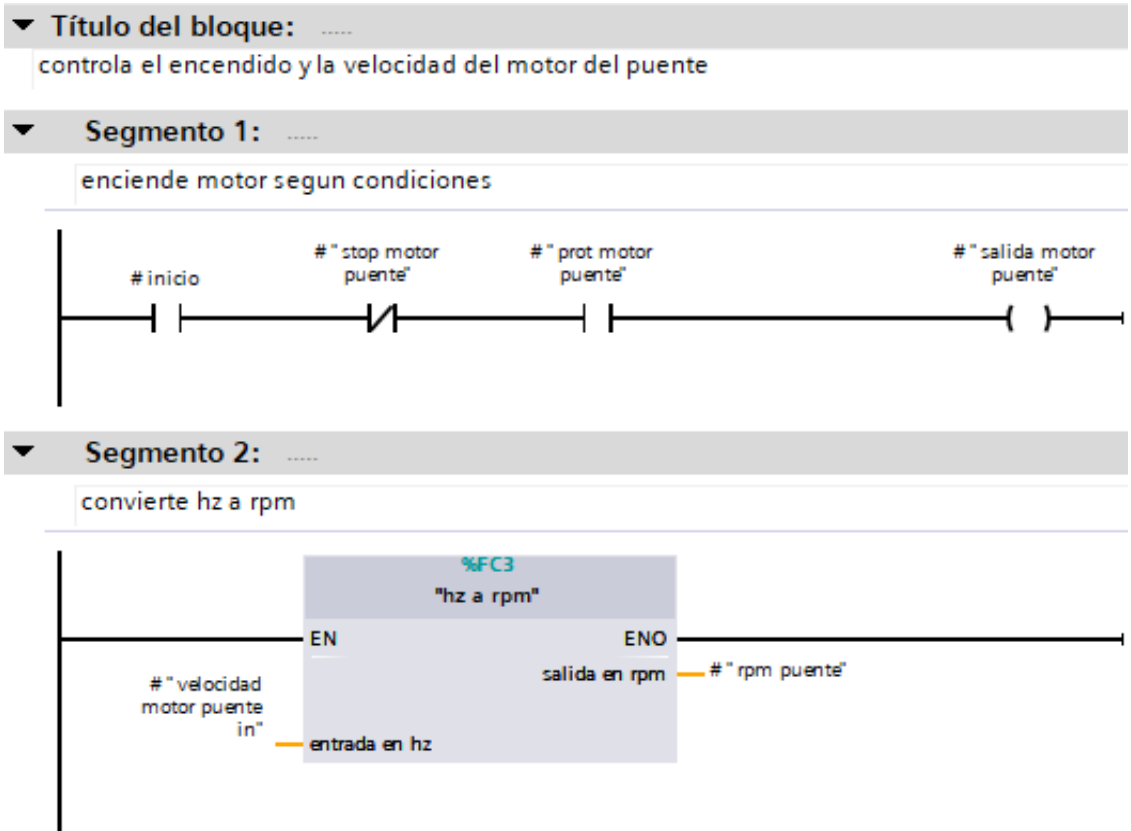 Título del bloque: .....
controla el encendido y la velocidad del motor del puente
Segmento 1: .....
enciende motor segun condiciones
#inicio
#"stop motor
puente"
#"prot motor
puente"
#"salida motor
puente"
Segmento 2: .....
convierte hz a rpm
%FC3
"hz a rpm"
EN
ENO
salida en rpm
#"rpm puente"
#"velocidad
motor puente
in"
entrada en hz